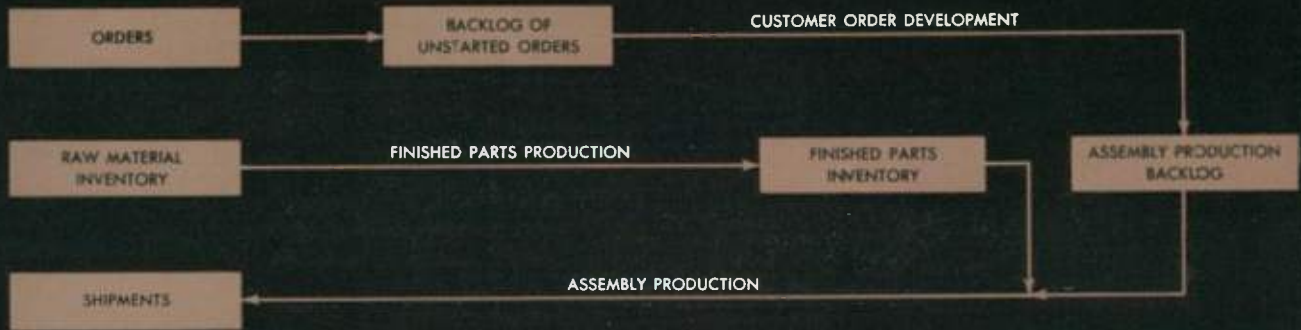 ORDERS
BACKLOG OF
UNSTARTED ORDERS
CUSTOMER ORDER DEVELOPMENT
RAW MATERIAL
INVENTORY
FINISHED PARTS PRODUCTION
FINISHED PARTS
INVENTORY
ASSEMBLY PRODUCTION
BACKLOG
SHIPMENTS
ASSEMBLY PRODUCTION